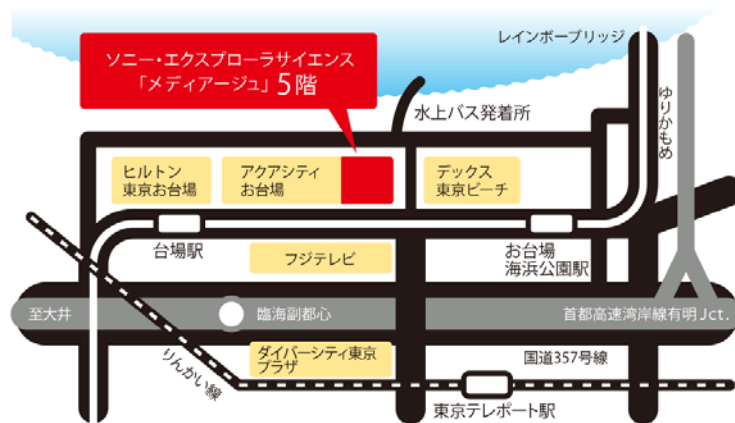 レインボーブリッジ
ソニー・エクスプローラサイエンス
「メディアージュ」5階
水上バス発着所
ゆりかもめ
ヒルトン
東京お台場
アクアシティ
お台場
デックス
東京ビーチ
台場駅
フジテレビ
お台場
海浜公園駅
至大井
臨海副都心
首都高速湾岸線有明Jct.
りんかい線
ダイバーシティ東京
プラザ
国道357号線
東京テレポート駅